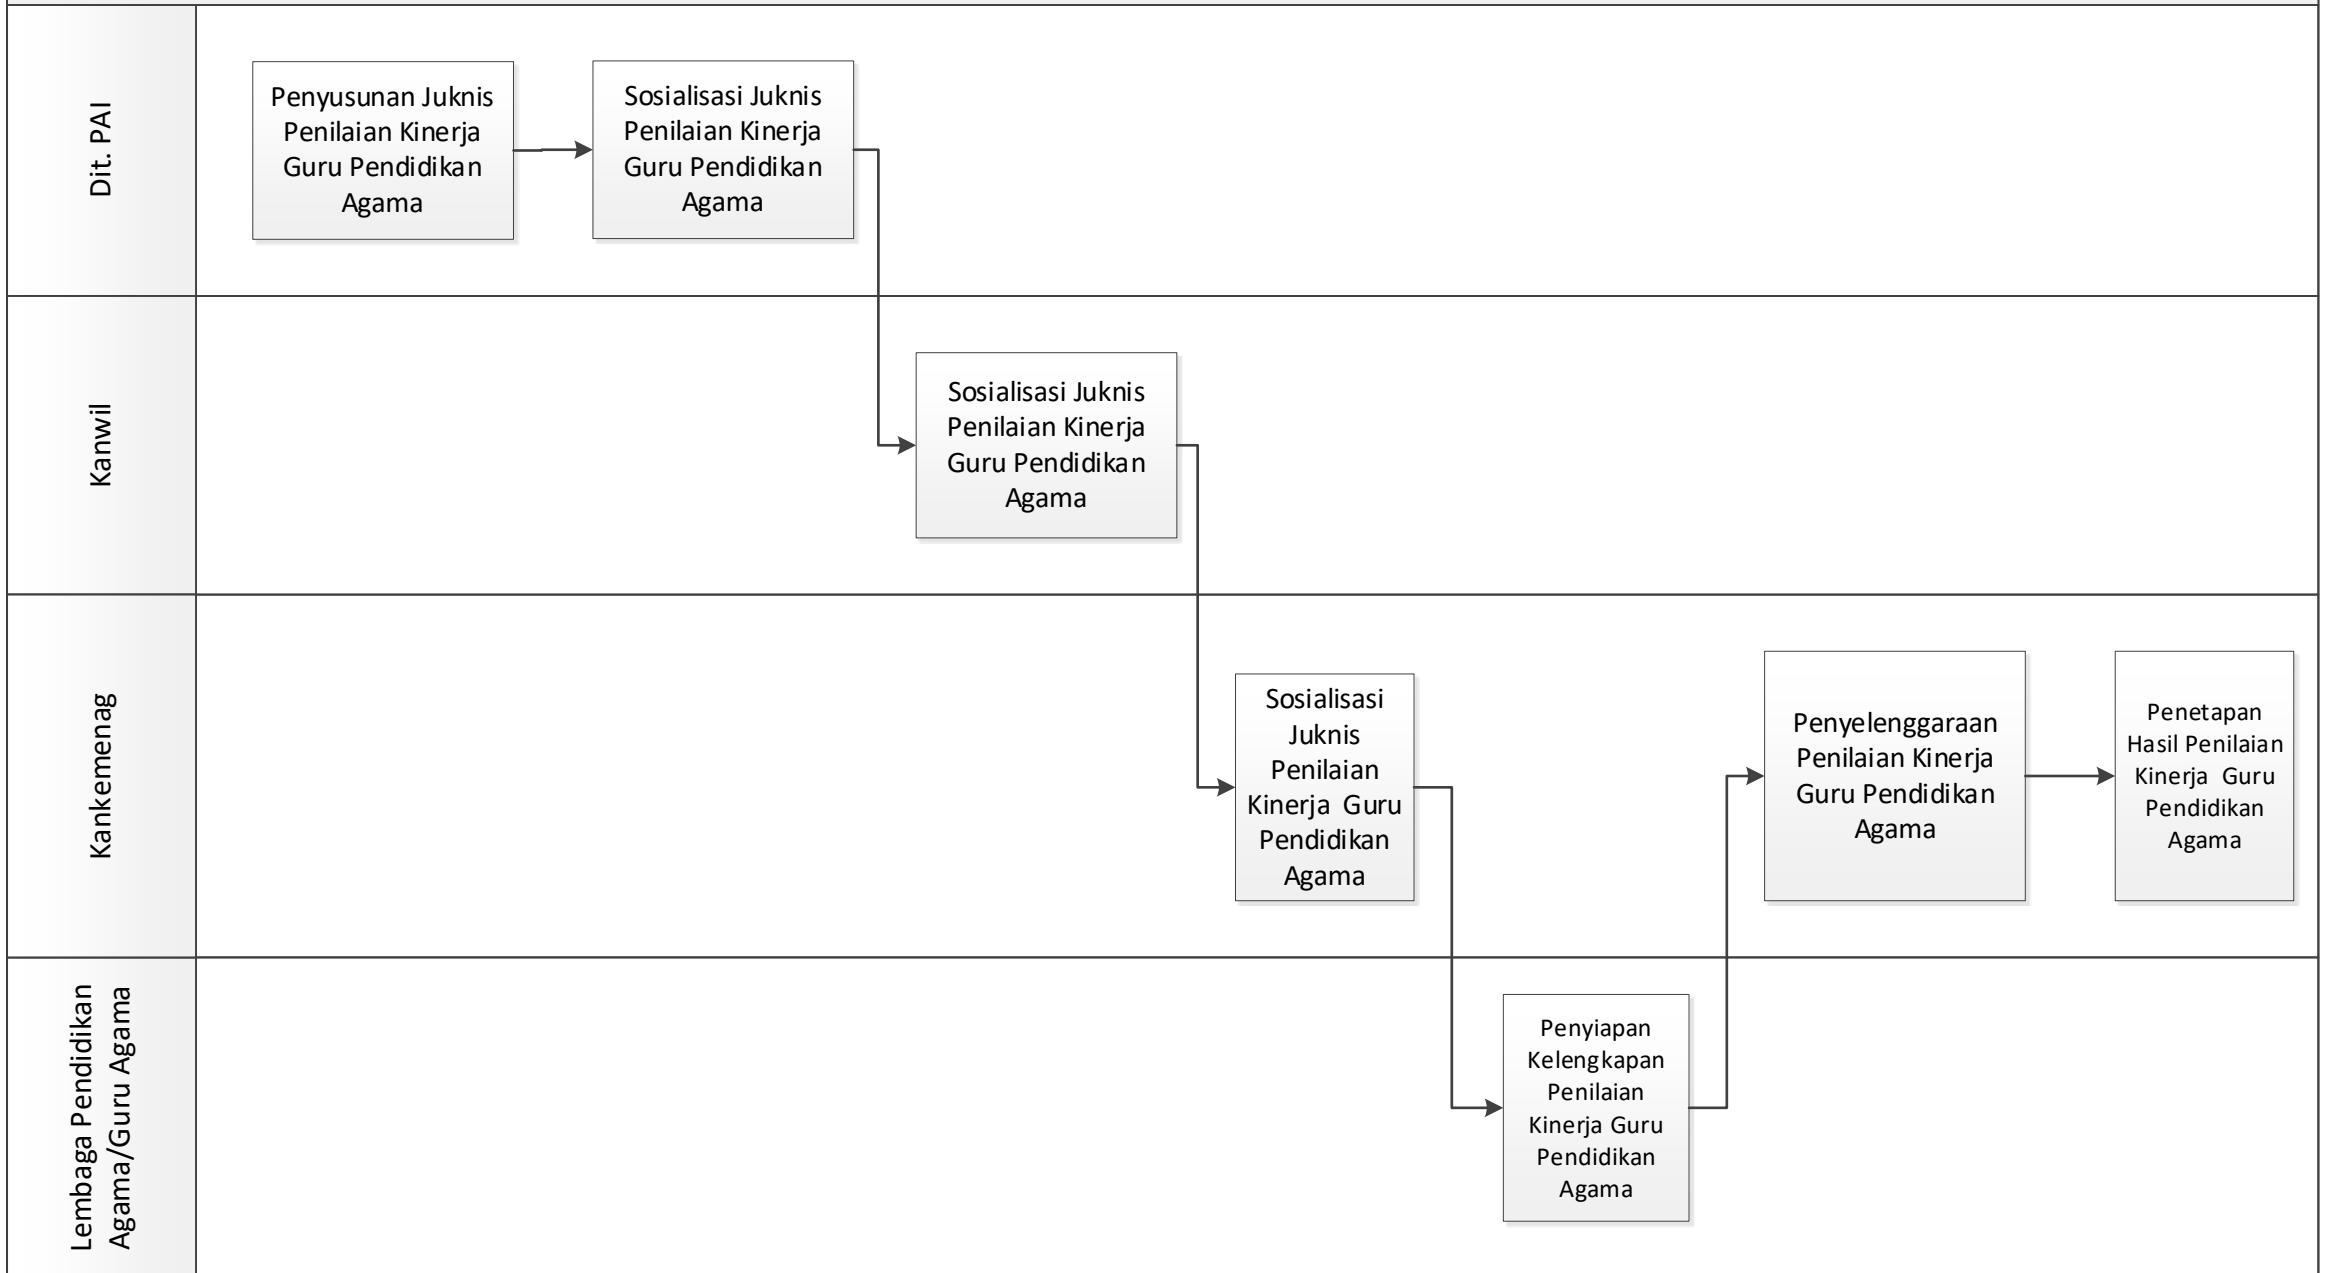 Dit. PAI
Penyusunan Juknis
Penilaian Kinerja
Guru Pendidikan
Agama
Sosialisasi Juknis
Penilaian Kinerja
Guru Pendidikan
Agama
Kanwil
Sosialisasi Juknis
Penilaian Kinerja
Guru Pendidikan
Agama
Kankemenag
Sosialisasi
Juknis
Penilaian
Kinerja Guru
Pendidikan
Agama
Penyelenggaraan
Penilaian Kinerja
Guru Pendidikan
Agama
Penetapan
Hasil Penilaian
Kinerja Guru
Pendidikan
Agama
Lembaga Pendidikan
Agama/Guru Agama
Penyiapan
Kelengkapan
Penilaian
Kinerja Guru
Pendidikan
Agama